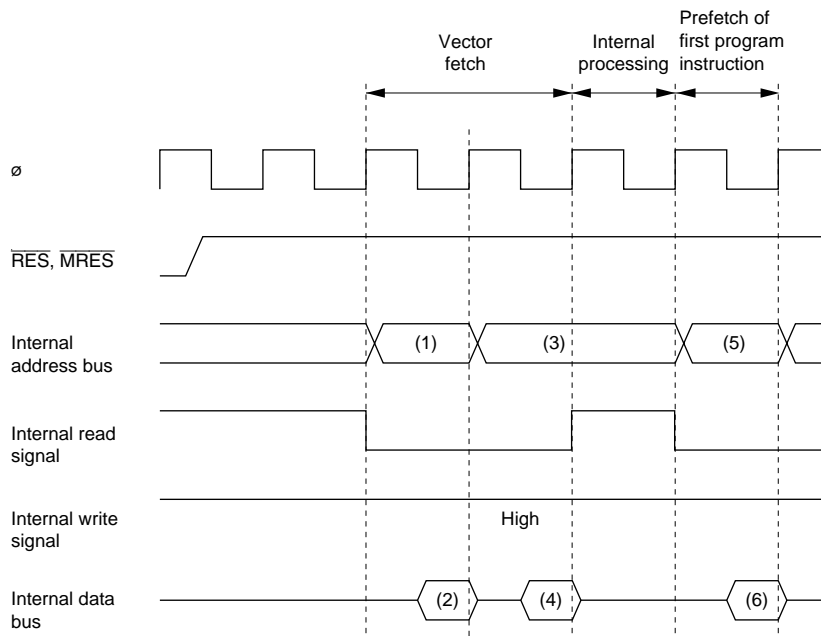 Vector
fetch
Internal
processing
Prefetch of
first program
instruction
ø
RES, MRES
Internal
address bus
(1)
(3)
(5)
Internal read
signal
Internal write
signal
High
Internal data
bus
(2)
(4)
(6)